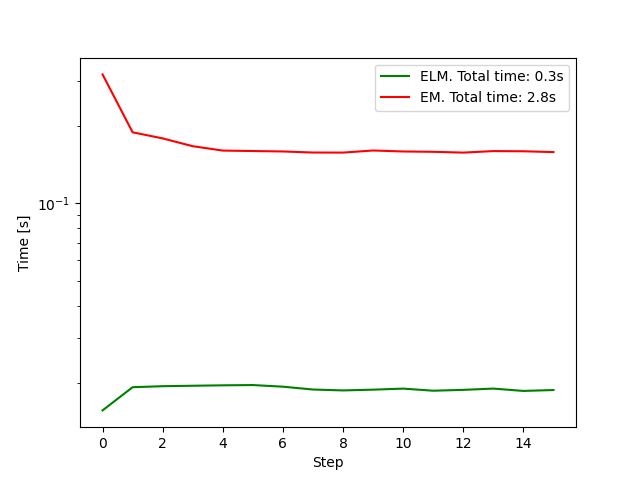 ELM. Total time: 0.3s
EM. Total time: 2.8s
Time [s]
10⁻¹
0 2 4 6 8 10 12 14
Step